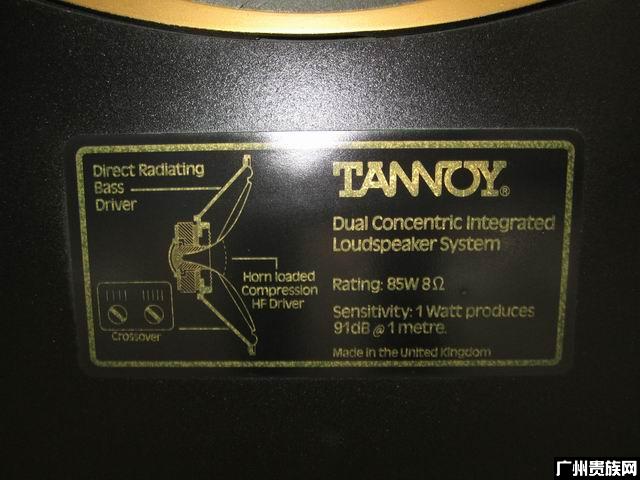 Direct Radiating
Bass
Driver
Horn loaded
Compression
HF Driver
Crossover
TANNOY®
Dual Concentric Integrated
Loudspeaker System
Rating: 85W 8Ω
Sensitivity: 1 Watt produces
91dB @ 1 metre.
Made in the United Kingdom
广州贵族网